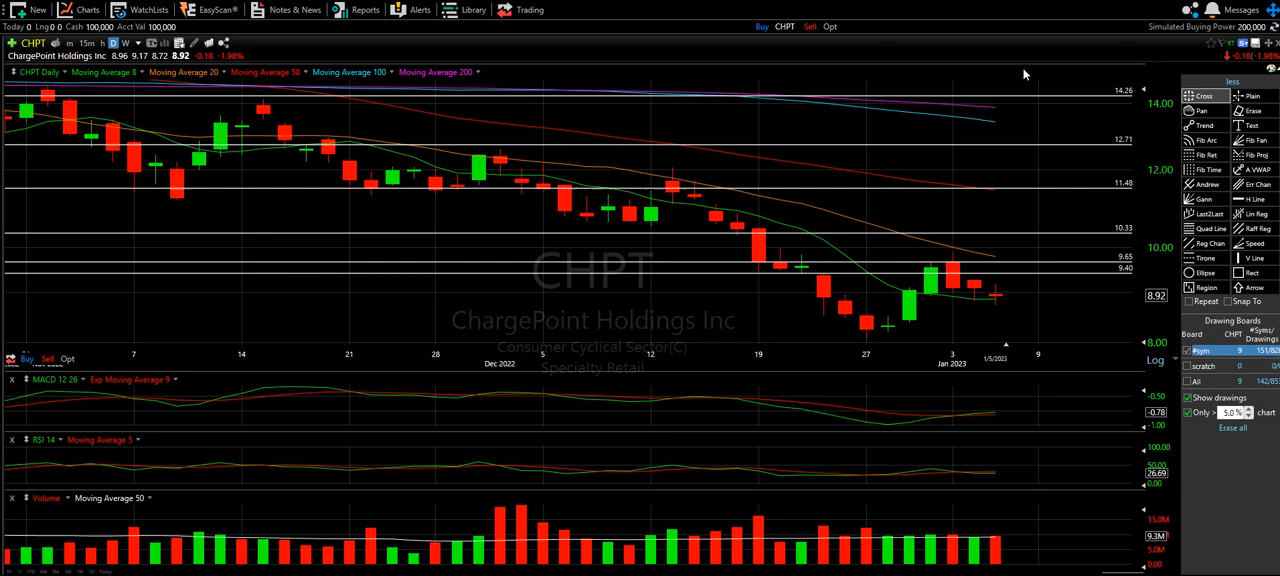 New Charts WatchLists EasyScan® Notes & News Reports Alerts Library Trading Messages
Today 0 Lng 0 0 Cash 100,000 Acct Val 100,000 Buy CHPT Sell Opt Simulated Buying Power 200,000
CHPT m 15m h D W
ChargePoint Holdings Inc 8.96 9.17 8.72 8.92 -0.18 -1.98% -0.18(-1.98%
CHPT Daily Moving Average 8 Moving Average 20 Moving Average 50 Moving Average 100 Moving Average 200
less
14.26
Cross Plain
14.00
Pan Erase
Trend Text
12.71
Fib Arc Fib Fan
Fib Ret Fib Proj
12.00
Fib Time A VWAP
11.48
Andrew Err Chan
Gann H Line
Last2Last Lin Reg
10.33
Quad Line Raff Reg
10.00
Reg Chan Speed
9.65
Tirone V Line
9.40
Ellipse Rect
CHPT
Region Arrow
8.92
Repeat Snap To
ChargePoint Holdings Inc
Drawing Boards
Board CHPT #Syms/
Drawings
8.00
Consumer Cyclical Sector(C)
#sym 9 151/828
7 14 21 28 5 12 19 27 3 9
Buy Sell Opt
Dec 2022 Jan 2023 1/5/2023
Log
scratch 0
Specialty Retail
All 9
MACD 12 26 Exp Moving Average 9
Show drawings
-0.50
Only > 5.0 % chart
-0.78
-1.00
Erase all
RSI 14 Moving Average 5
100.00
50.00
26.69
0.00
Volume Moving Average 50
15.0M
9.3M
5.0M
0.00